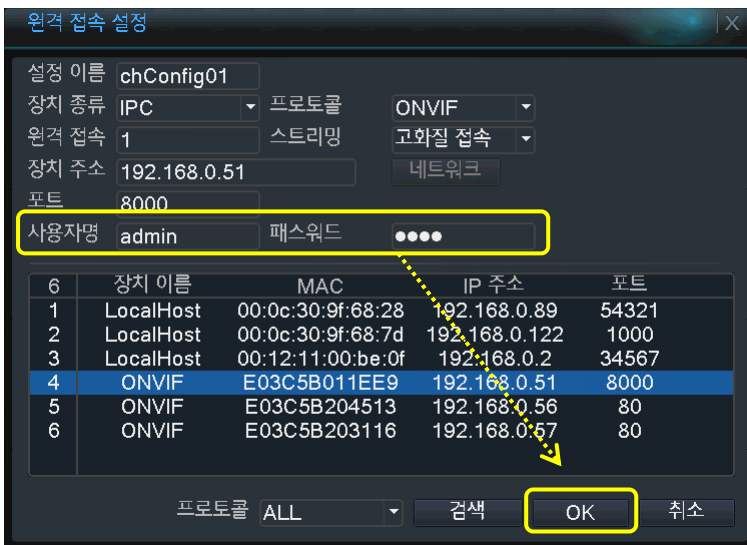 원격 접속 설정 X
설정 이름 chConfig01
장치 종류 IPC 프로토콜 ONVIF
원격 접속 1 스트리밍 고화질 접속
장치 주소 192.168.0.51 네트워크
포트 8000
사용자명 admin 패스워드 ●●●●
6 장치 이름 MAC IP 주소 포트
1 LocalHost 00:0c:30:9f:68:28 192.168.0.89 54321
2 LocalHost 00:0c:30:9f:68:7d 192.168.0.122 1000
3 LocalHost 00:12:11:00:be:0f 192.168.0.2 34567
4 ONVIF E03C5B011EE9 192.168.0.51 8000
5 ONVIF E03C5B204513 192.168.0.56 80
6 ONVIF E03C5B203116 192.168.0.57 80
프로토콜 ALL 검색 OK 취소